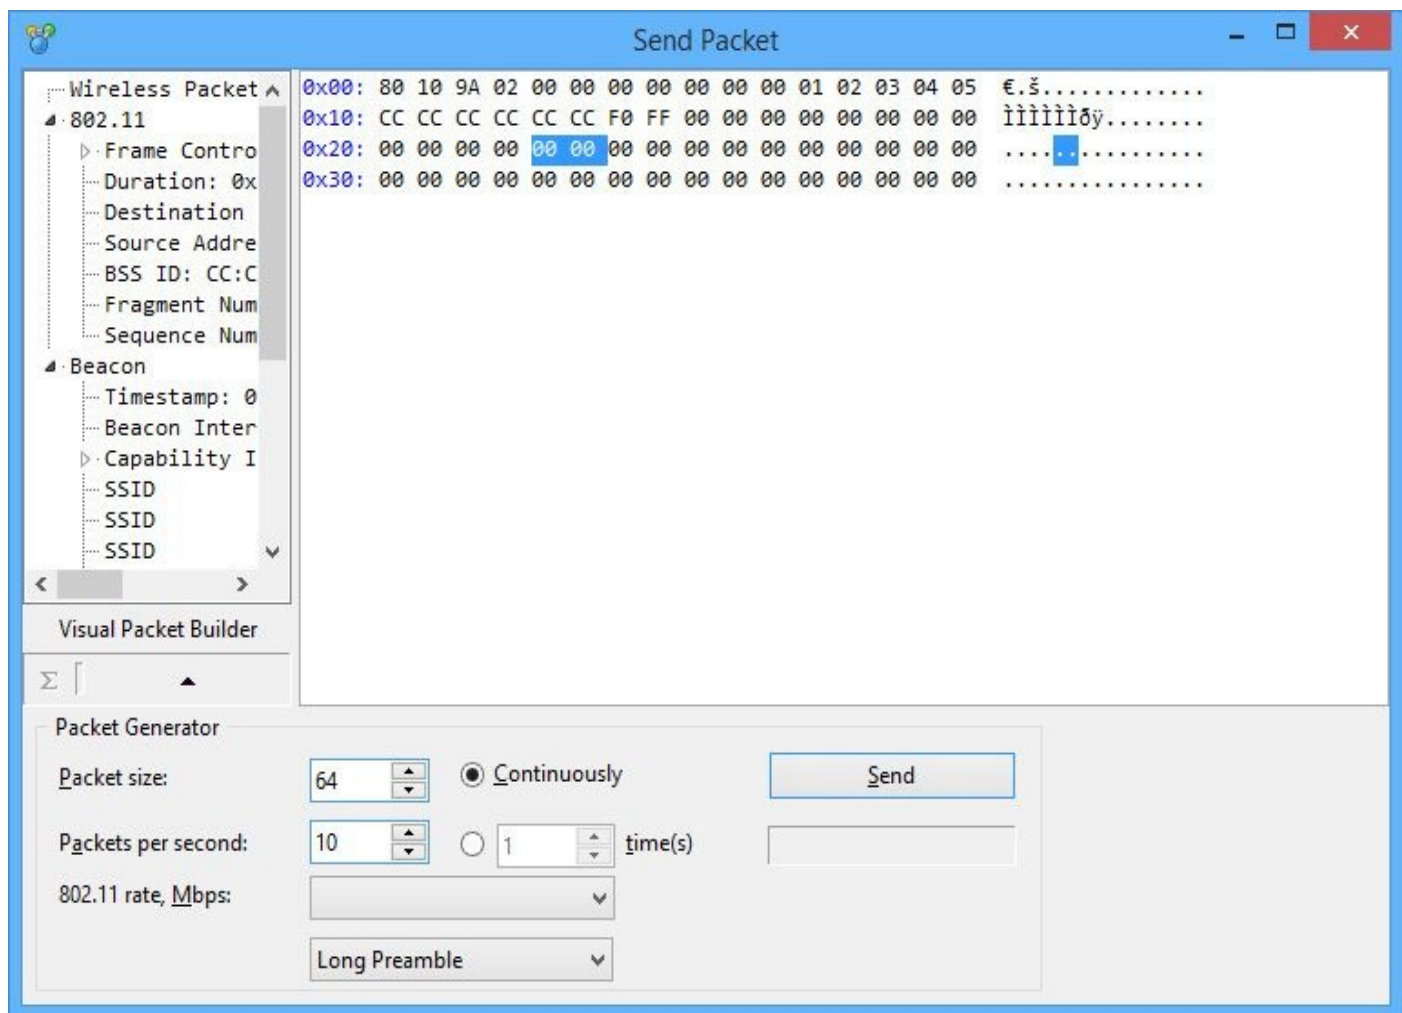 Send Packet
Wireless Packet
802.11
Frame Contro
Duration: 0x
Destination
Source Addre
BSS ID: CC:C
Fragment Num
Sequence Num
Beacon
Timestamp: 0
Beacon Inter
Capability I
SSID
SSID
SSID
Visual Packet Builder
Σ
0x00: 80 10 9A 02 00 00 00 00 00 00 00 01 02 03 04 05 €.š.............
0x10: CC CC CC CC CC CC F0 FF 00 00 00 00 00 00 00 00 ÌÌÌÌÌÌðÿ........
0x20: 00 00 00 00 00 00 00 00 00 00 00 00 00 00 00 00 ................
0x30: 00 00 00 00 00 00 00 00 00 00 00 00 00 00 00 00 ................
Packet Generator
Packet size: 64 Continuously Send
Packets per second: 10 1 time(s)
802.11 rate, Mbps:
Long Preamble